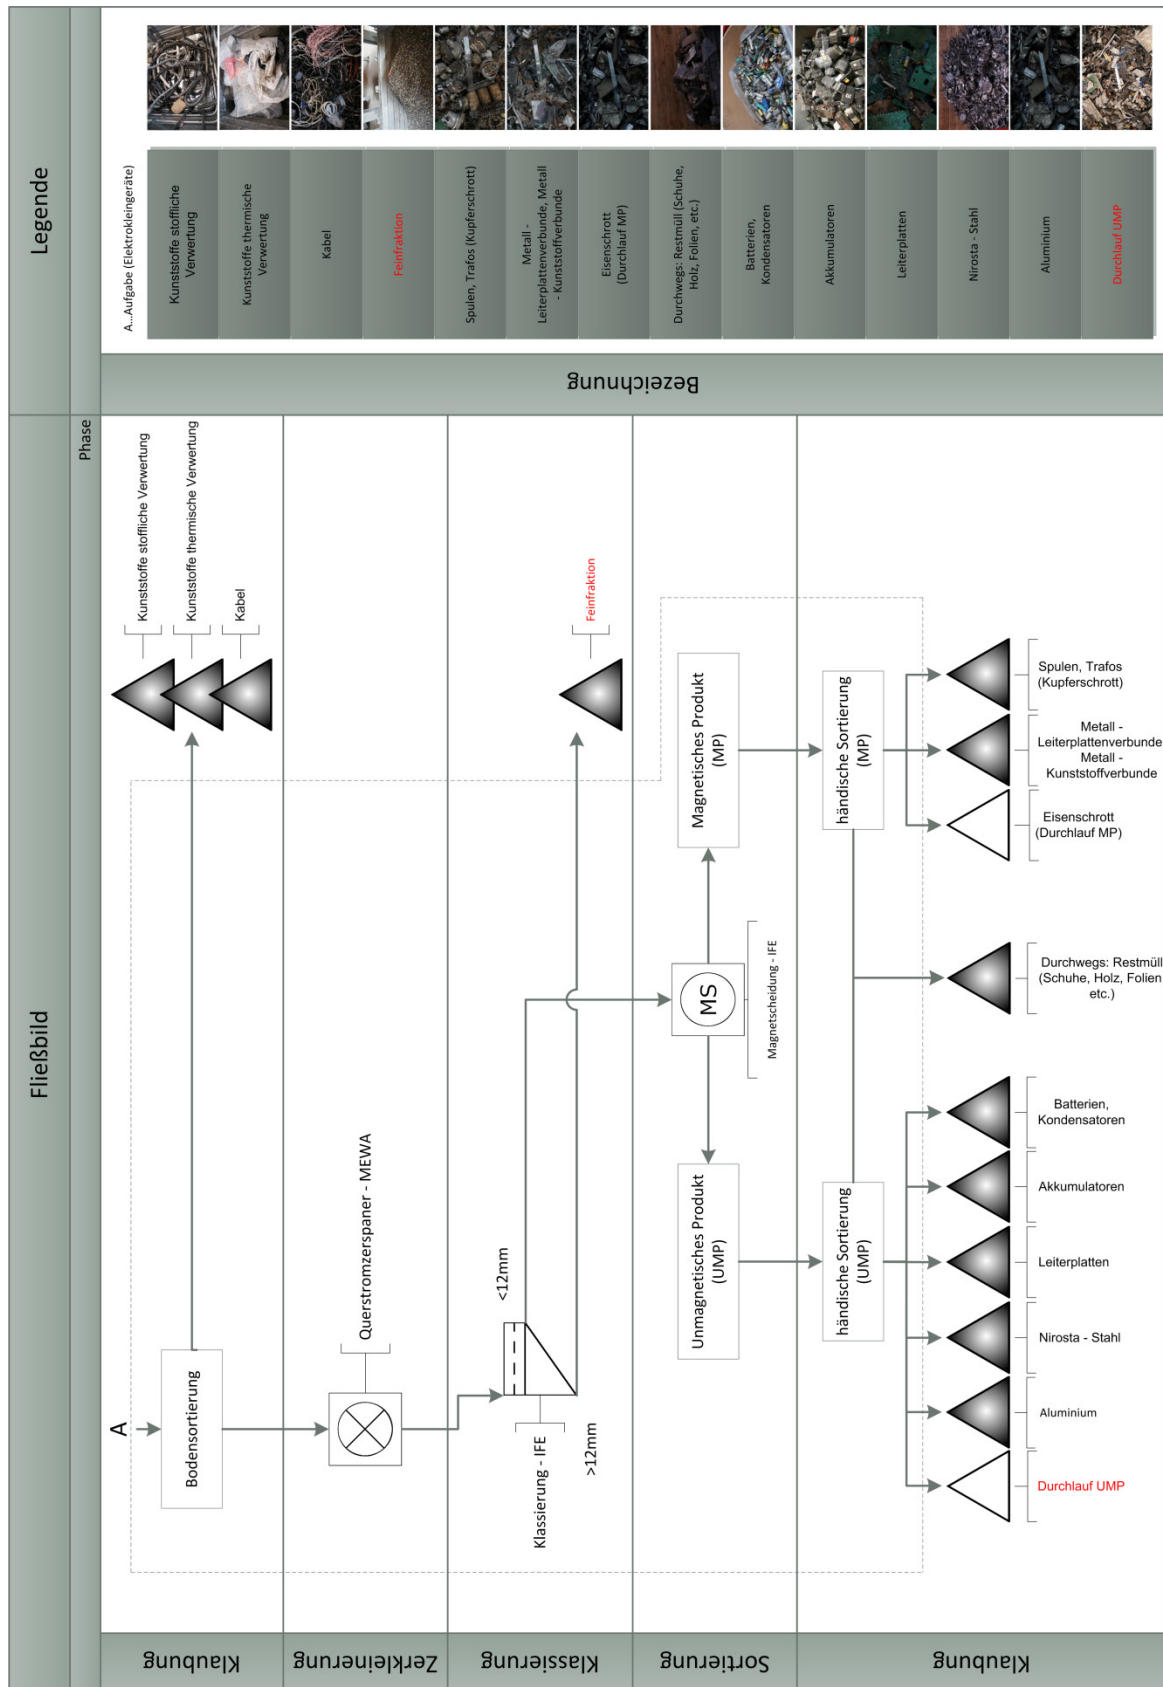 Fließbild
Legende
Phase
Klaubung
Zerkleinerung
Klassierung
Sortierung
Klaubung
A
Bodensortierung
Kunststoffe stoffliche Verwertung
Kunststoffe thermische Verwertung
Kabel
Querstromzerspaner - MEWA
<12mm
Klassierung - IFE
>12mm
Feinfraktion
Unmagnetisches Produkt
(UMP)
MS
Magnetscheidung - IFE
Magnetisches Produkt
(MP)
händische Sortierung
(UMP)
händische Sortierung
(MP)
Durchlauf UMP
Aluminium
Nirosta - Stahl
Leiterplatten
Akkumulatoren
Batterien,
Kondensatoren
Durchwegs: Restmüll
(Schuhe, Holz, Folien
etc.)
Eisenschrott
(Durchlauf MP)
Metall -
Leiterplattenverbunde
Metall -
Kunststoffverbunde
Spulen, Trafos
(Kupferschrott)
Bezeichnung
A...Aufgabe (Elektrokleingeräte)
Kunststoffe stoffliche
Verwertung
Kunststoffe thermische
Verwertung
Kabel
Feinfraktion
Spulen, Trafos (Kupferschrott)
Metall -
Leiterplattenverbunde, Metall
- Kunststoffverbunde
Eisenschrott
(Durchlauf MP)
Durchwegs: Restmüll (Schuhe,
Holz, Folien, etc.)
Batterien,
Kondensatoren
Akkumulatoren
Leiterplatten
Nirosta - Stahl
Aluminium
Durchlauf UMP